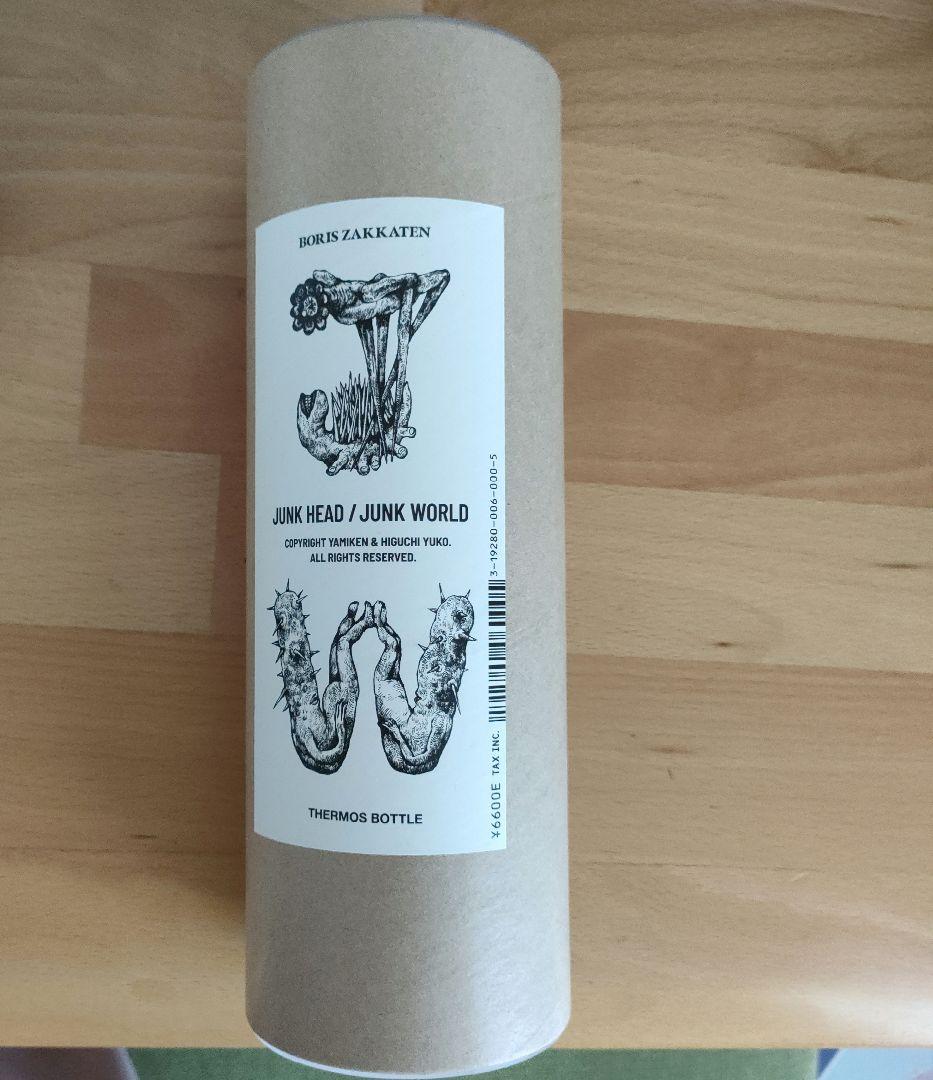 BORIS ZAKKATEN
JUNK HEAD / JUNK WORLD
COPYRIGHT YAMIKEN & HIGUCHI YUKO.
ALL RIGHTS RESERVED.
THERMOS BOTTLE
¥6600E TAX INC.
3-19280-006-000-5